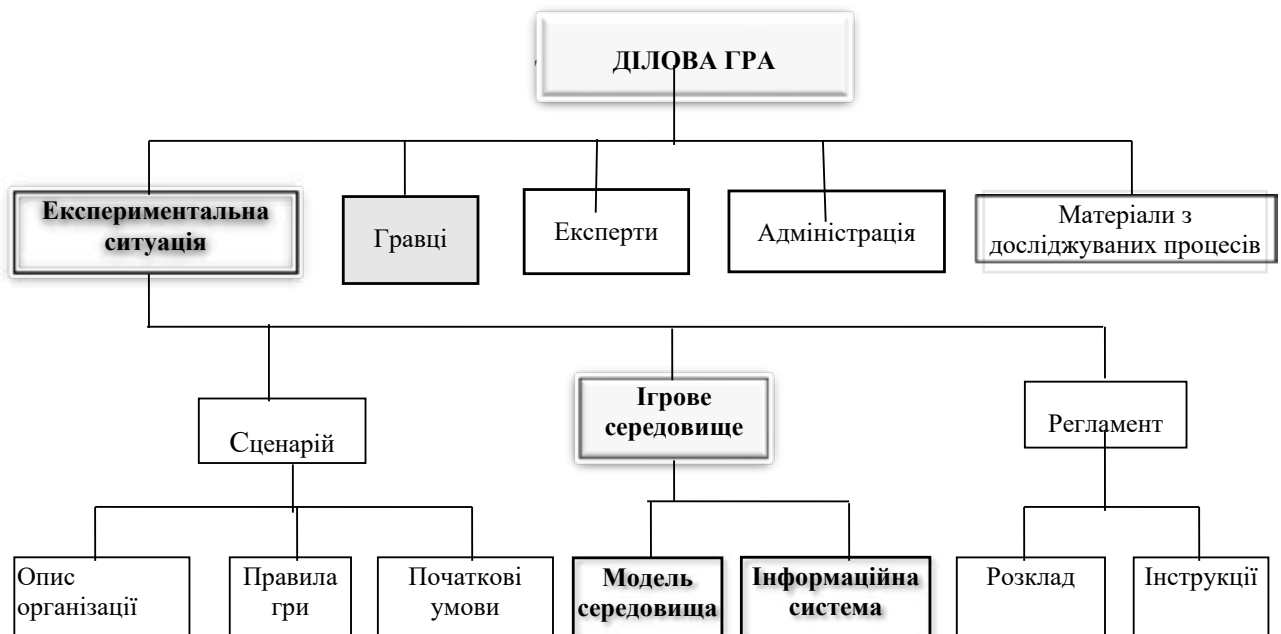 ДІЛОВА ГРА
Експериментальна
ситуація
Гравці
Експерти
Адміністрація
Матеріали з
досліджуваних процесів
Сценарій
Ігрове
середовище
Регламент
Опис
організації
Правила
гри
Початкові
умови
Модель
середовища
Інформаційна
система
Розклад
Інструкції